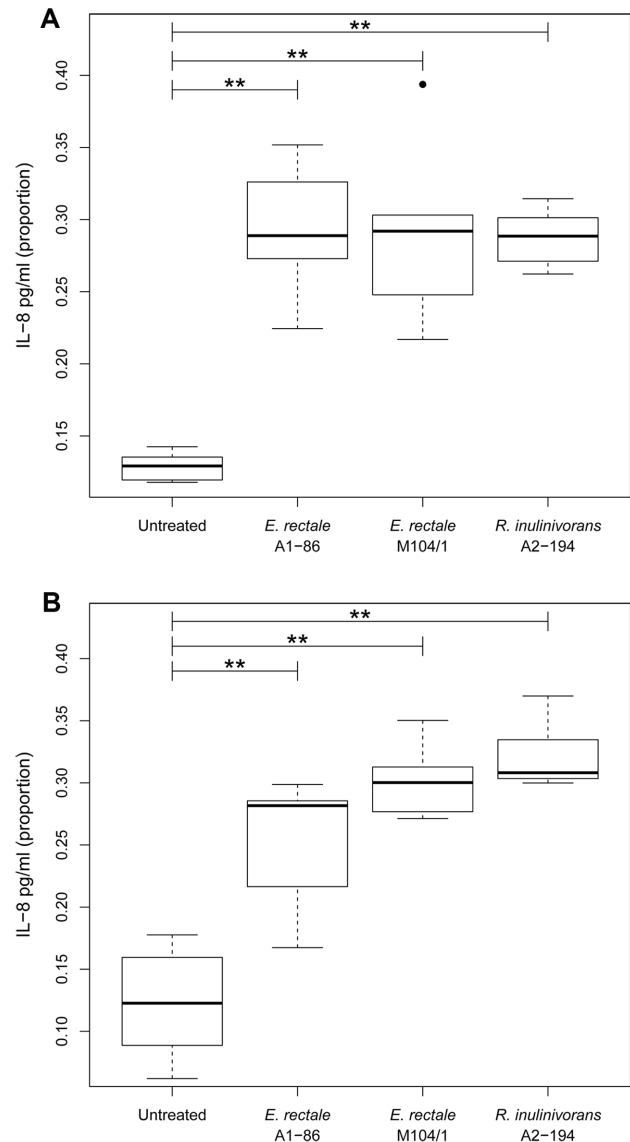 A
**
**
**
0.40
0.35
0.30
0.25
0.20
0.15
IL−8 pg/ml (proportion)
Untreated
E. rectale
A1−86
E. rectale
M104/1
R. inulinivorans
A2−194
B
**
**
**
0.40
0.35
0.30
0.25
0.20
0.15
0.10
IL−8 pg/ml (proportion)
Untreated
E. rectale
A1−86
E. rectale
M104/1
R. inulinivorans
A2−194